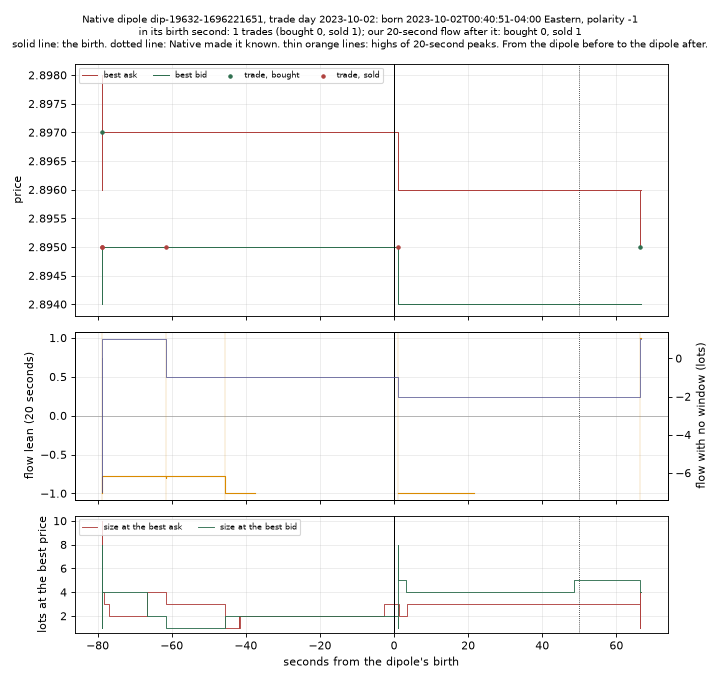 Native dipole dip-19632-1696221651, trade day 2023-10-02: born 2023-10-02T00:40:51-04:00 Eastern, polarity -1
in its birth second: 1 trades (bought 0, sold 1); our 20-second flow after it: bought 0, sold 1
solid line: the birth. dotted line: Native made it known. thin orange lines: highs of 20-second peaks. From the dipole before to the dipole after.
best ask
best bid
trade, bought
trade, sold
2.8980
2.8975
2.8970
2.8965
2.8960
2.8955
2.8950
2.8945
2.8940
price
1.0
0.5
0.0
−0.5
−1.0
flow lean (20 seconds)
0
−2
−4
−6
flow with no window (lots)
size at the best ask
size at the best bid
10
8
6
4
2
lots at the best price
−80
−60
−40
−20
0
20
40
60
seconds from the dipole's birth